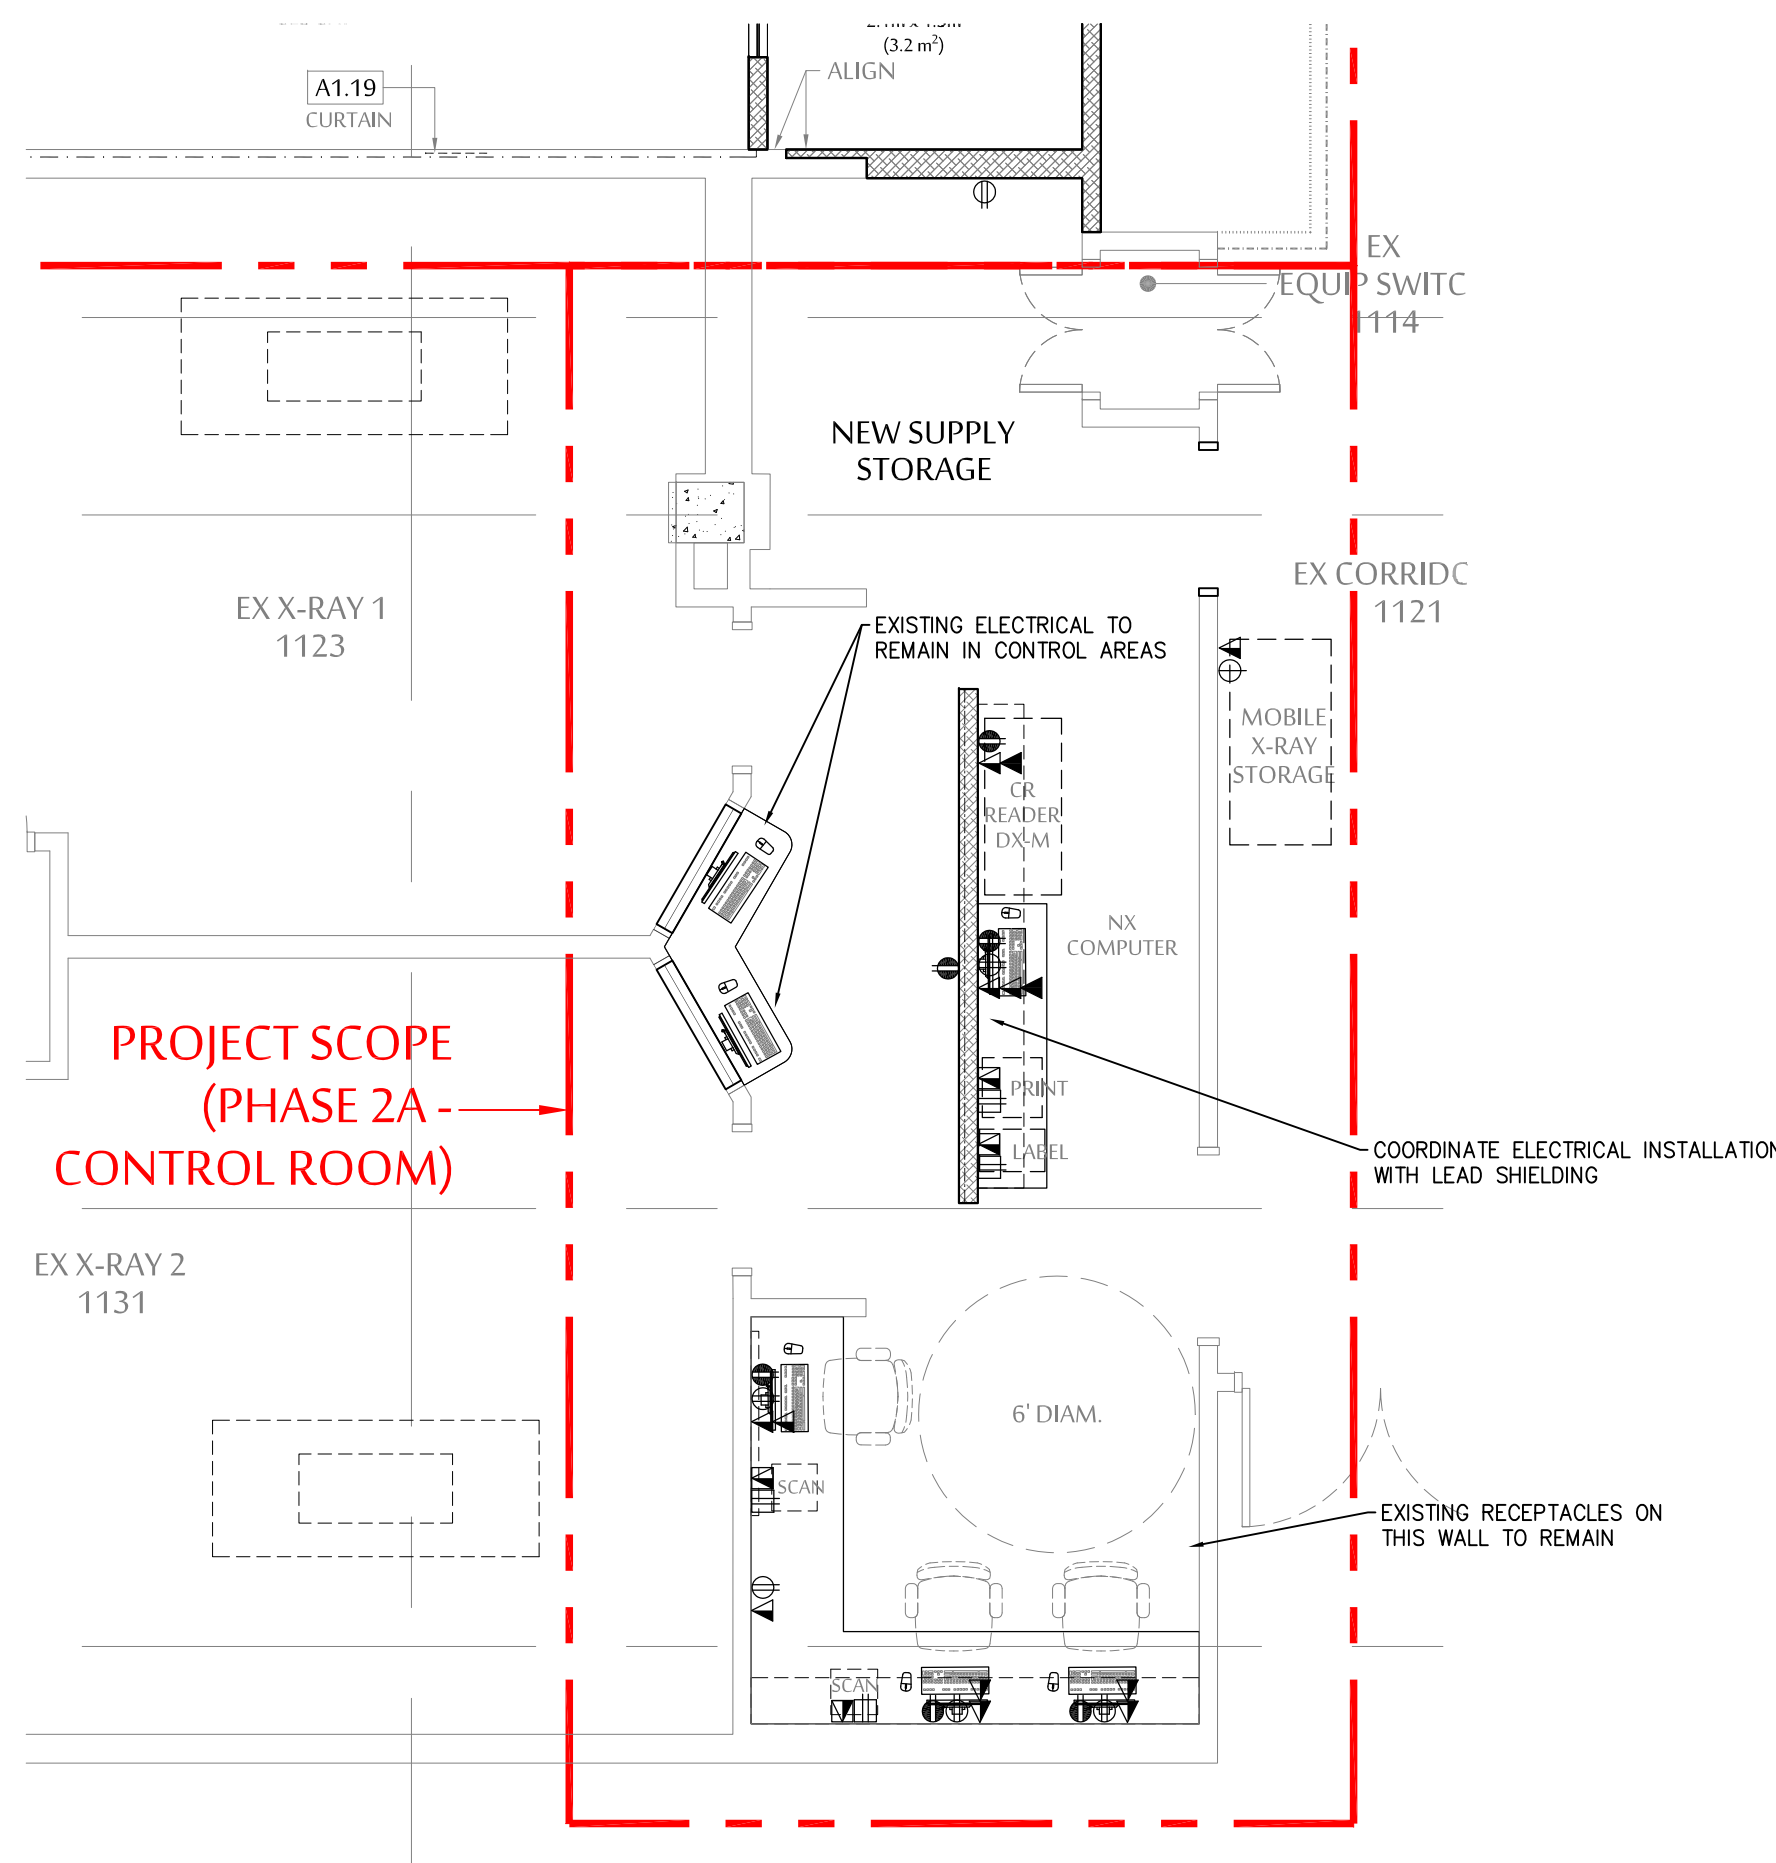 (3.2 m²)
ALIGN
A1.19
CURTAIN
EX
EQUIP SWITC
1114
NEW SUPPLY
STORAGE
EX CORRIDC
1121
EX X-RAY 1
1123
EXISTING ELECTRICAL TO
REMAIN IN CONTROL AREAS
MOBILE
X-RAY
STORAGE
CR
READER
DX-M
NX
COMPUTER
PROJECT SCOPE
(PHASE 2A -
CONTROL ROOM)
PRINT
LABEL
COORDINATE ELECTRICAL INSTALLATION
WITH LEAD SHIELDING
EX X-RAY 2
1131
6' DIAM.
SCAN
EXISTING RECEPTACLES ON
THIS WALL TO REMAIN
SCAN